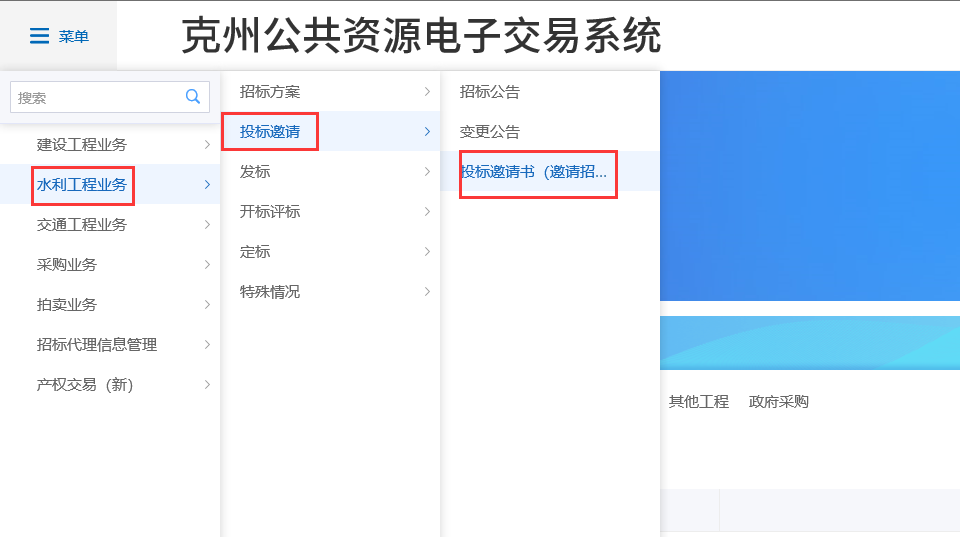 菜单
克州公共资源电子交易系统
搜索
建设工程业务
水利工程业务
交通工程业务
采购业务
拍卖业务
招标代理信息管理
产权交易（新）
招标方案
投标邀请
发标
开标评标
定标
特殊情况
招标公告
变更公告
投标邀请书（邀请招...
其他工程
政府采购